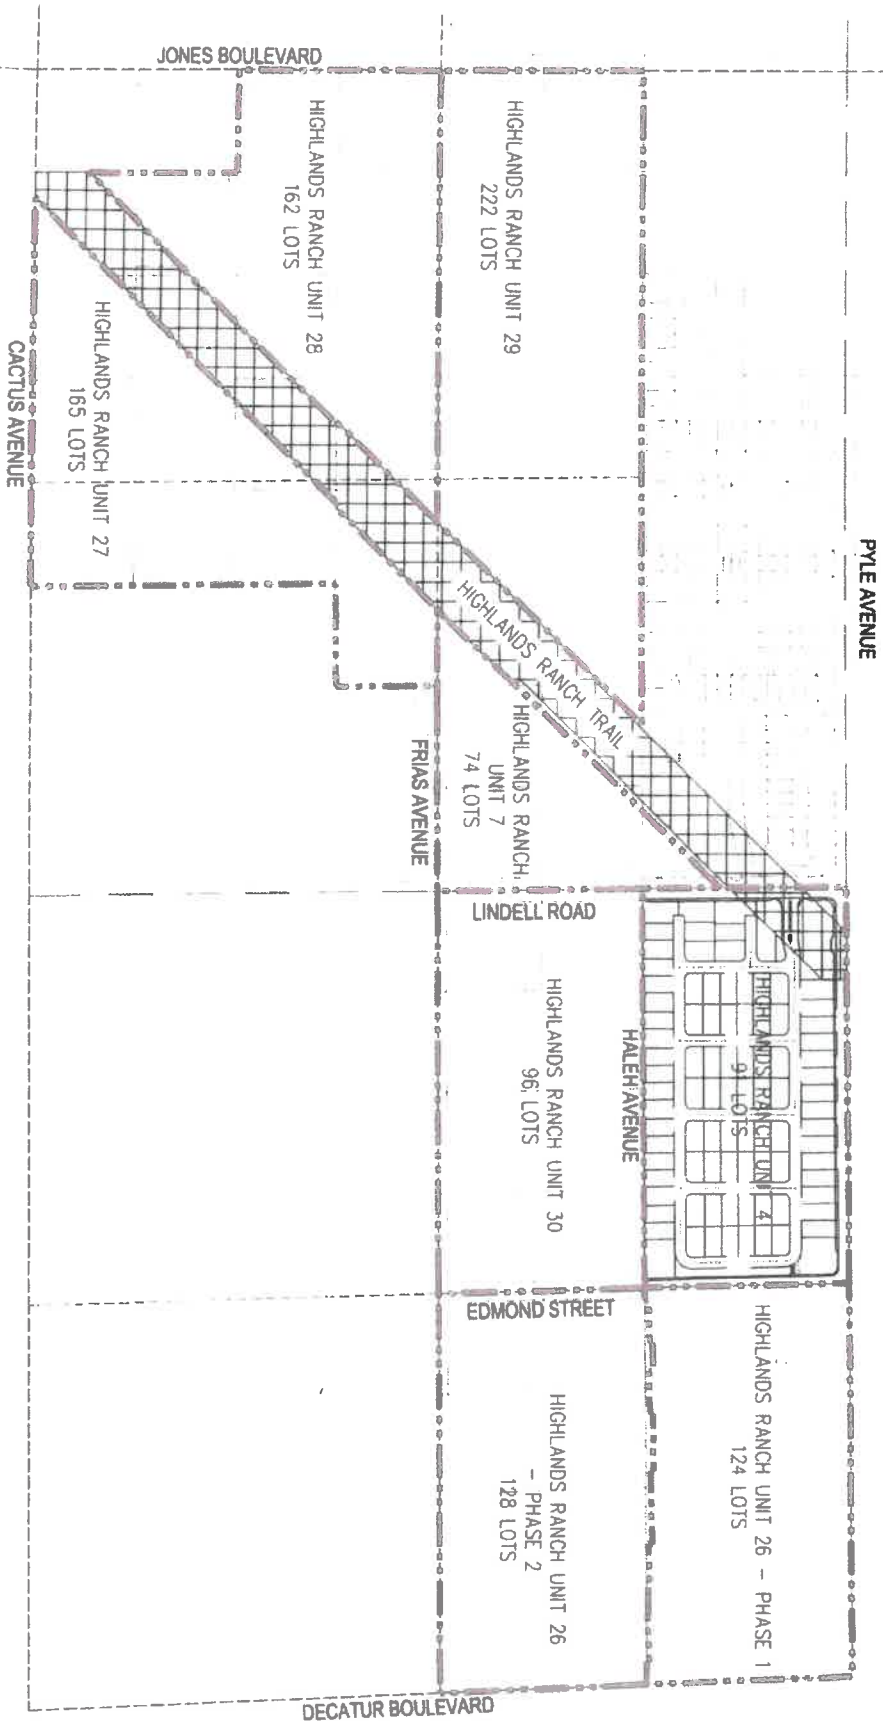 JONES BOULEVARD
HIGHLANDS RANCH UNIT 29
222 LOTS
HIGHLANDS RANCH UNIT 28
162 LOTS
HIGHLANDS RANCH UNIT 27
165 LOTS
CACTUS AVENUE
PYLE AVENUE
HIGHLANDS RANCH TRAIL
HIGHLANDS RANCH
UNIT 7
74 LOTS
FRIAS AVENUE
LINDELL ROAD
HIGHLANDS RANCH UNIT 4
91 LOTS
HALEH AVENUE
HIGHLANDS RANCH UNIT 30
96 LOTS
EDMOND STREET
HIGHLANDS RANCH UNIT 26 - PHASE 1
124 LOTS
HIGHLANDS RANCH UNIT 26
- PHASE 2
128 LOTS
DECATUR BOULEVARD